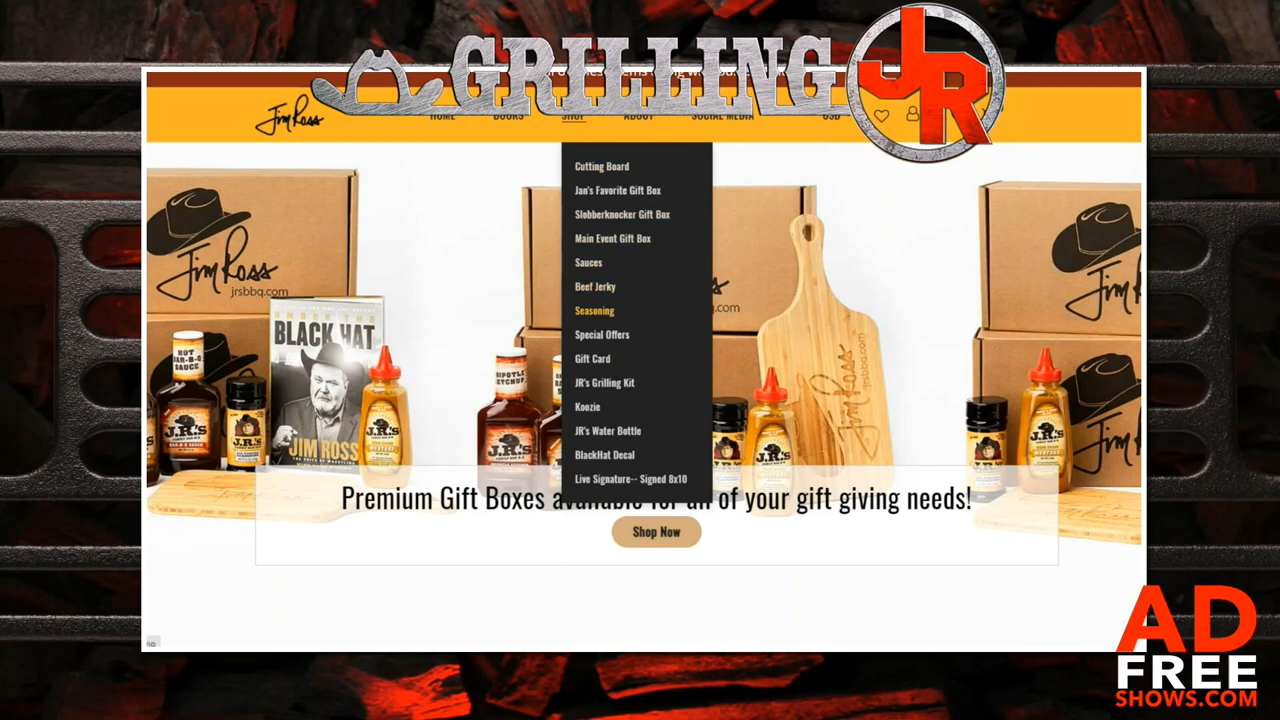 GRILLING JR
Jim Ross
HOME BOOKS SHOP ABOUT SOCIAL MEDIA USD
Cutting Board
Jan's Favorite Gift Box
Slobberknocker Gift Box
Main Event Gift Box
Sauces
Beef Jerky
Seasoning
Special Offers
Gift Card
JR's Grilling Kit
Koozie
JR's Water Bottle
BlackHat Decal
Live Signature-- Signed 8x10
Jim Ross
jrsbbq.com
UNDER THE
BLACK HAT
JIM ROSS
HOT
BAR-B-Q
SAUCE
J.R.'S
J.R.'S
J.R.'S
CHIPOTLE
KETCHUP
J.R.'S
.com
J.R.'S
J.R.'S
Jim Ross
jrsbbq.com
J.R.'S
J.R.'S
Premium Gift Boxes available for all of your gift giving needs!
Shop Now
AD
FREE
SHOWS.COM